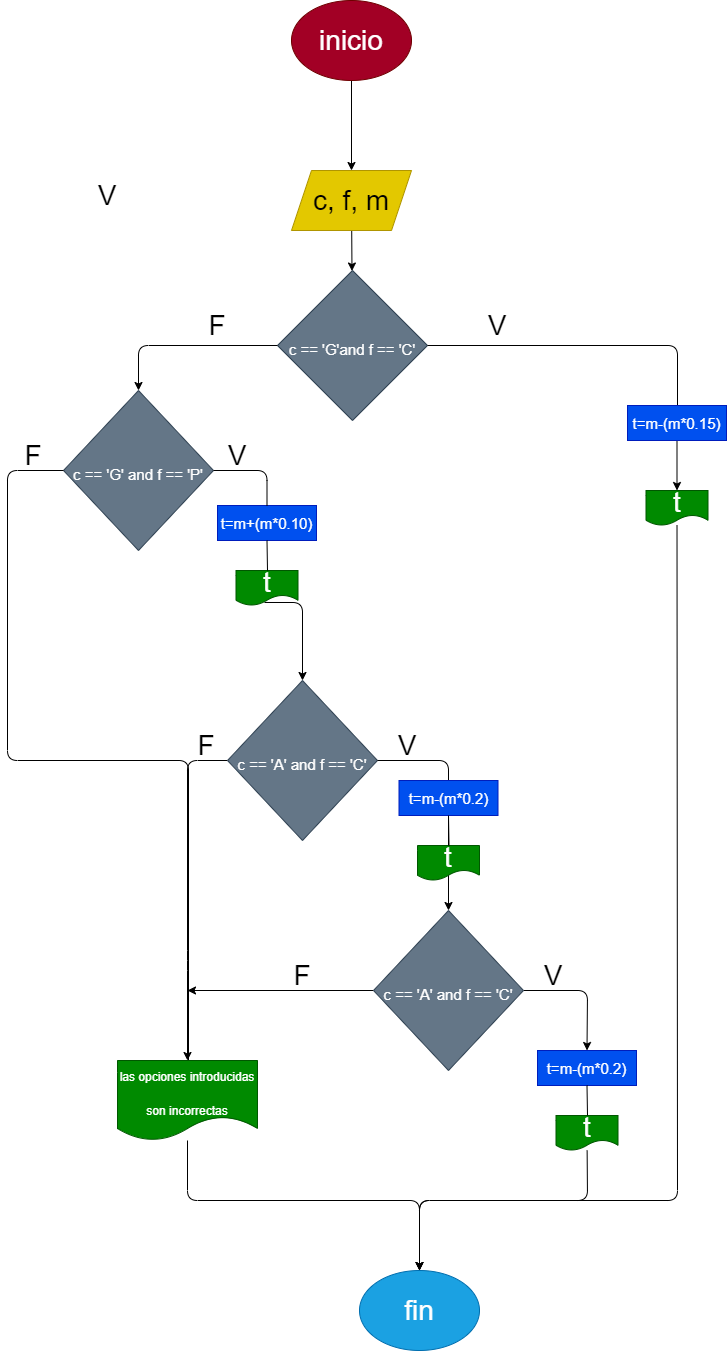 inicio
V
c, f, m
F
V
c == 'G'and f == 'C'
t=m-(m*0.15)
F
V
c == 'G' and f == 'P'
t
t=m+(m*0.10)
t
F
V
c == 'A' and f == 'C'
t=m-(m*0.2)
t
F
V
c == 'A' and f == 'C'
t=m-(m*0.2)
las opciones introducidas
son incorrectas
t
fin